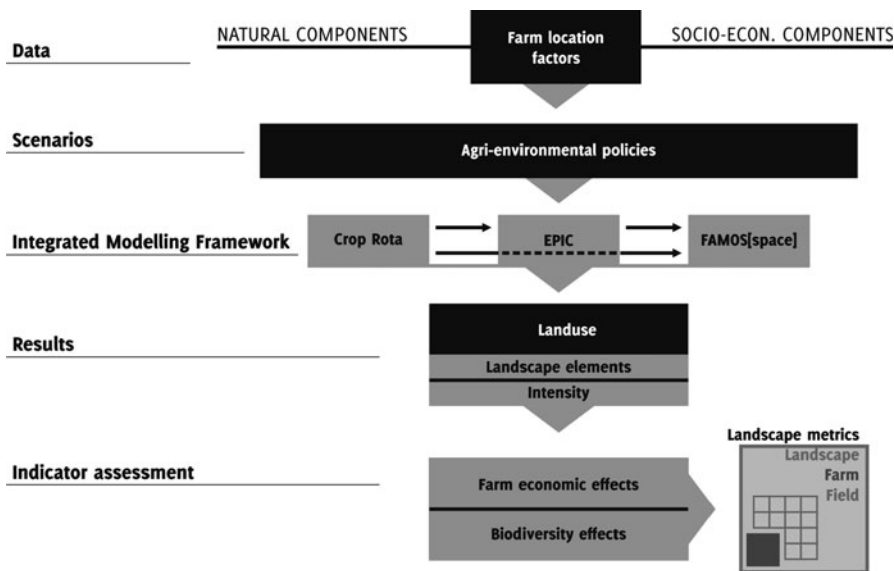 NATURAL COMPONENTS
SOCIO-ECON. COMPONENTS
Data
Farm location
factors
Scenarios
Agri-environmental policies
Integrated Modelling Framework
Crop Rota
EPIC
FAMOS[space]
Results
Landuse
Landscape elements
Intensity
Indicator assessment
Farm economic effects
Biodiversity effects
Landscape metrics
Landscape
Farm
Field